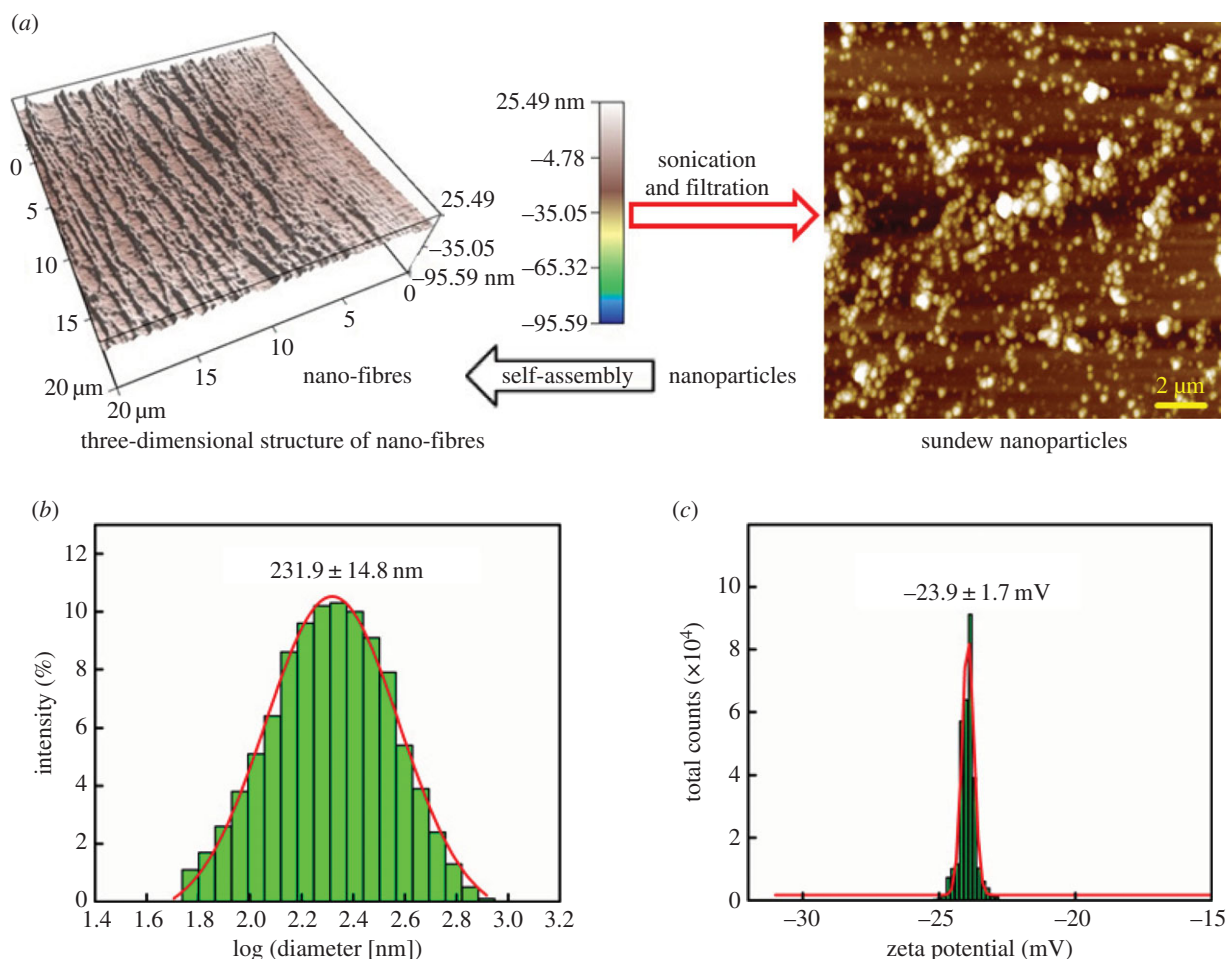 (a)
0
5
10
15
20 µm
20 µm
15
10
5
0
25.49
–35.05
–95.59 nm
nano-fibres
three-dimensional structure of nano-fibres
25.49 nm
–4.78
–35.05
–65.32
–95.59
sonication
and filtration
self-assembly
nanoparticles
2 µm
sundew nanoparticles
(b)
231.9 ± 14.8 nm
intensity (%)
12
10
8
6
4
2
0
1.4 1.6 1.8 2.0 2.2 2.4 2.6 2.8 3.0 3.2
log (diameter [nm])
(c)
–23.9 ± 1.7 mV
total counts (×10⁴)
10
8
6
4
2
0
–30 –25 –20 –15
zeta potential (mV)